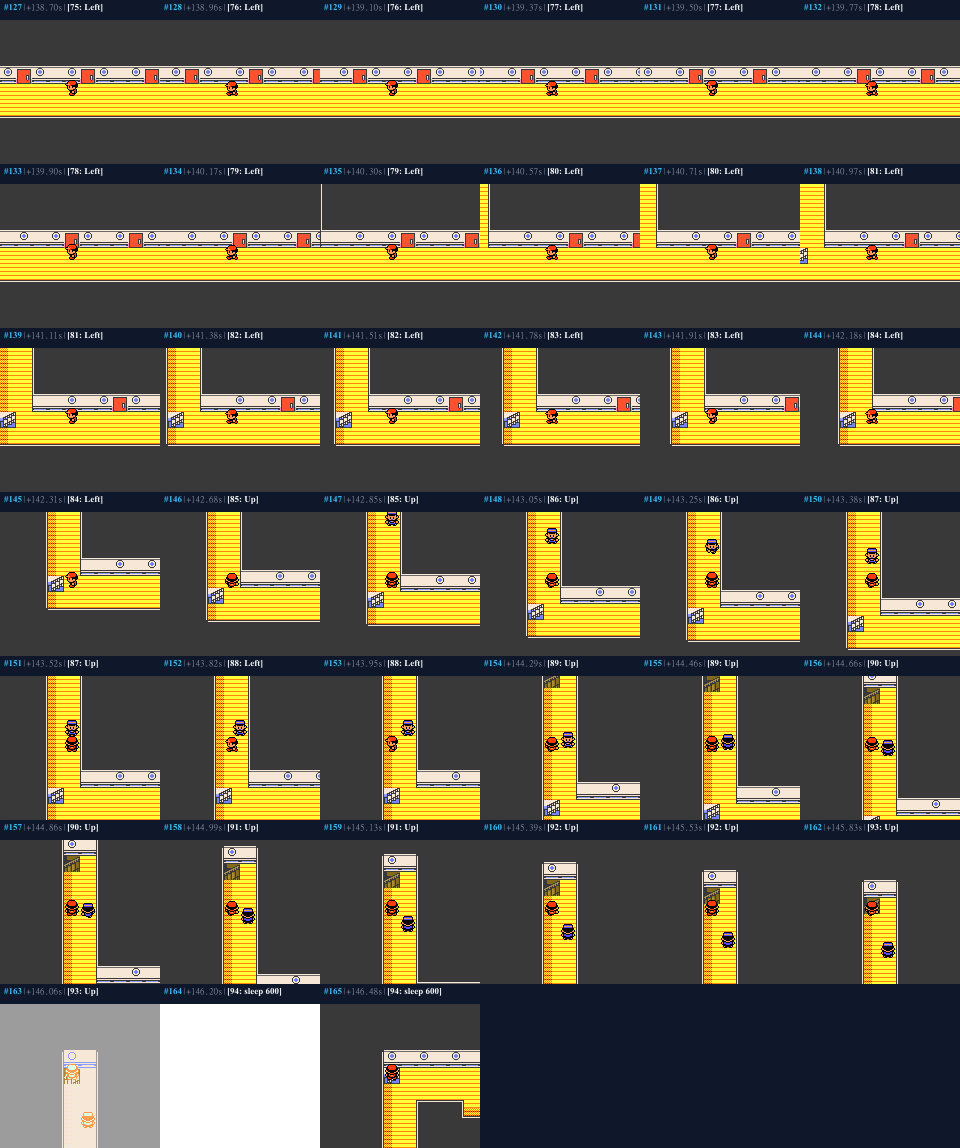 #127|+138.70s|[75: Left] #128|+138.96s|[76: Left] #129|+139.10s|[76: Left] #130|+139.37s|[77: Left] #131|+139.50s|[77: Left] #132|+139.77s|[78: Left]
#133|+139.90s|[78: Left] #134|+140.17s|[79: Left] #135|+140.30s|[79: Left] #136|+140.57s|[80: Left] #137|+140.71s|[80: Left] #138|+140.97s|[81: Left]
#139|+141.11s|[81: Left] #140|+141.38s|[82: Left] #141|+141.51s|[82: Left] #142|+141.78s|[83: Left] #143|+141.91s|[83: Left] #144|+142.18s|[84: Left]
#145|+142.31s|[84: Left] #146|+142.68s|[85: Up] #147|+142.85s|[85: Up] #148|+143.05s|[86: Up] #149|+143.25s|[86: Up] #150|+143.38s|[87: Up]
#151|+143.52s|[87: Up] #152|+143.82s|[88: Left] #153|+143.95s|[88: Left] #154|+144.29s|[89: Up] #155|+144.46s|[89: Up] #156|+144.66s|[90: Up]
#157|+144.86s|[90: Up] #158|+144.99s|[91: Up] #159|+145.13s|[91: Up] #160|+145.39s|[92: Up] #161|+145.53s|[92: Up] #162|+145.83s|[93: Up]
#163|+146.06s|[93: Up] #164|+146.20s|[94: sleep 600] #165|+146.48s|[94: sleep 600]